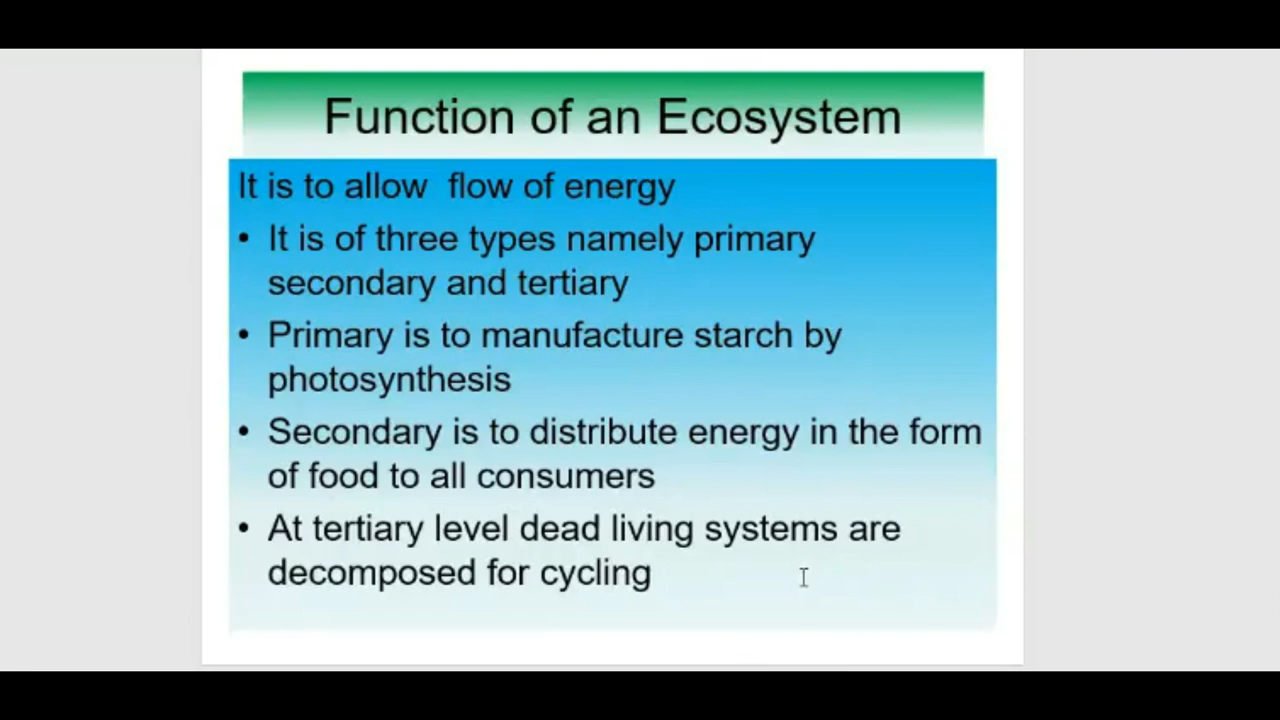 Function of an Ecosystem
It is to allow flow of energy
• It is of three types namely primary
secondary and tertiary
• Primary is to manufacture starch by
photosynthesis
• Secondary is to distribute energy in the form
of food to all consumers
• At tertiary level dead living systems are
decomposed for cycling